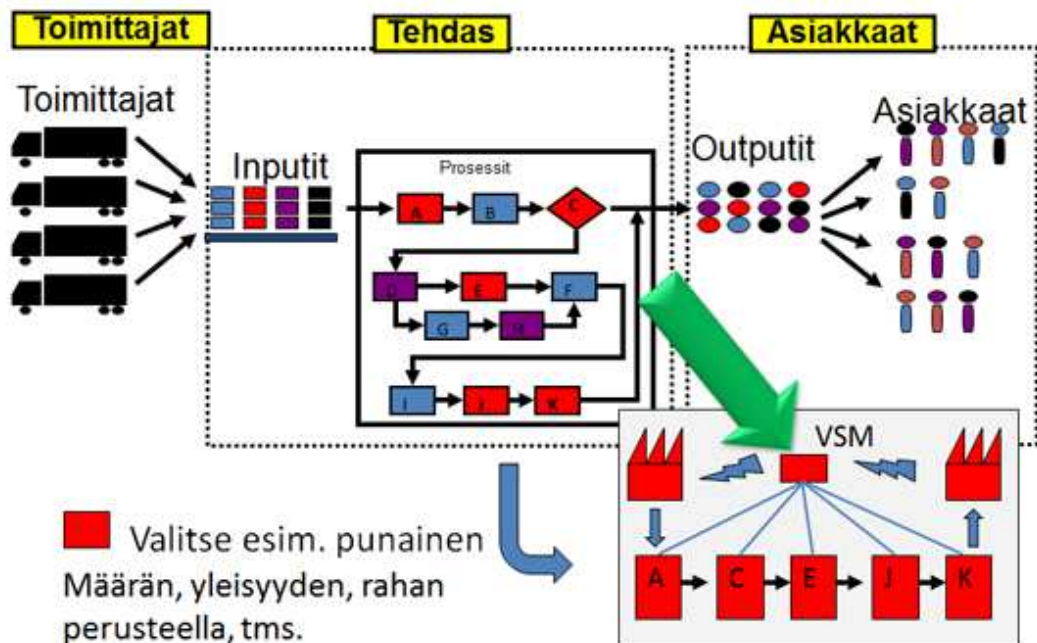 Toimittajat
Tehdas
Asiakkaat
Toimittajat
Inputit
Prosessit
Outputit
Asiakkaat
A
B
C
D
E
F
G
H
I
J
K
VSM
A
C
E
J
K
Valitse esim. punainen
Määrän, yleisyyden, rahan
perusteella, tms.